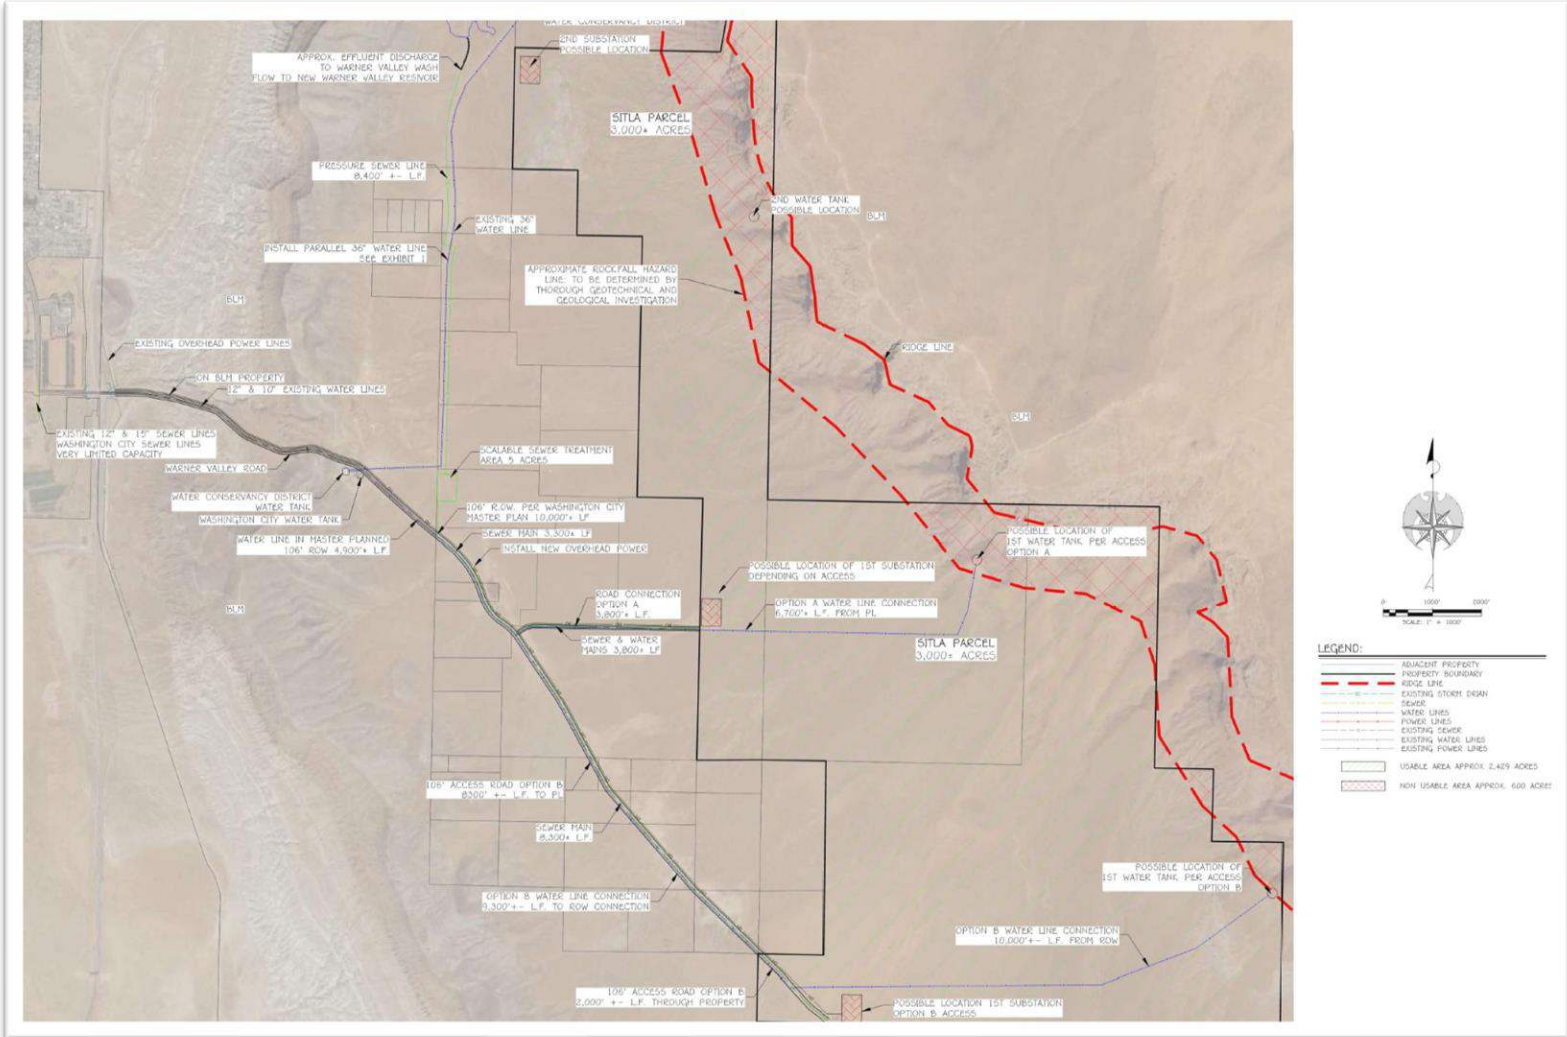 WATER CONSERVANCY DISTRICT
2ND SUBSTATION
POSSIBLE LOCATION
APPROX. EFFLUENT DISCHARGE
TO WARNER VALLEY WASH
FLOW TO NEW WARNER VALLEY RESIVOIR
SITLA PARCEL
3,000± ACRES
PRESSURE SEWER LINE
8,400' +- L.F.
2ND WATER TANK
POSSIBLE LOCATION
BLM
EXISTING 36"
WATER LINE
INSTALL PARALLEL 36" WATER LINE
SEE EXHIBIT 1
APPROXIMATE ROCKFALL HAZARD
LINE. TO BE DETERMINED BY
THOROUGH GEOTECHNICAL AND
GEOLOGICAL INVESTIGATION
BLM
EXISTING OVERHEAD POWER LINES
RIDGE LINE
ON BLM PROPERTY
12" & 10" EXISTING WATER LINES
BLM
EXISTING 12" & 15" SEWER LINES
WASHINGTON CITY SEWER LINES
VERY LIMITED CAPACITY
WARNER VALLEY ROAD
SCALABLE SEWER TREATMENT
AREA 5 ACRES
WATER CONSERVANCY DISTRICT
WATER TANK
WASHINGTON CITY WATER TANK
106' R.O.W. PER WASHINGTON CITY
MASTER PLAN 10,000'± LF
WATER LINE IN MASTER PLANNED
106' ROW 4,900'± L.F.
SEWER MAIN 3,300± LF
INSTALL NEW OVERHEAD POWER
POSSIBLE LOCATION OF
1ST WATER TANK PER ACCESS
OPTION A
POSSIBLE LOCATION OF 1ST SUBSTATION
DEPENDING ON ACCESS
BLM
ROAD CONNECTION
OPTION A
3,800'± L.F.
OPTION A WATER LINE CONNECTION
6,700'± L.F. FROM PL
SEWER & WATER
MAINS 3,800± LF
SITLA PARCEL
3,000± ACRES
106' ACCESS ROAD OPTION B
8300' +- L.F. TO PL
SEWER MAIN
8,300± L.F.
POSSIBLE LOCATION OF
1ST WATER TANK PER ACCESS
OPTION B
OPTION B WATER LINE CONNECTION
9,300'+- L.F. TO ROW CONNECTION
OPTION B WATER LINE CONNECTION
10,000'+- L.F. FROM ROW
106' ACCESS ROAD OPTION B
2,000' +- L.F. THROUGH PROPERTY
POSSIBLE LOCATION 1ST SUBSTATION
OPTION B ACCESS
0 1000' 2000'
SCALE: 1" = 1000'
LEGEND:
ADJACENT PROPERTY
PROPERTY BOUNDARY
RIDGE LINE
EXISTING STORM DRIAN
SEWER
WATER LINES
POWER LINES
EXISTING SEWER
EXISTING WATER LINES
EXISTING POWER LINES
USABLE AREA APPROX. 2,429 ACRES
NON USABLE AREA APPROX. 600 ACRES